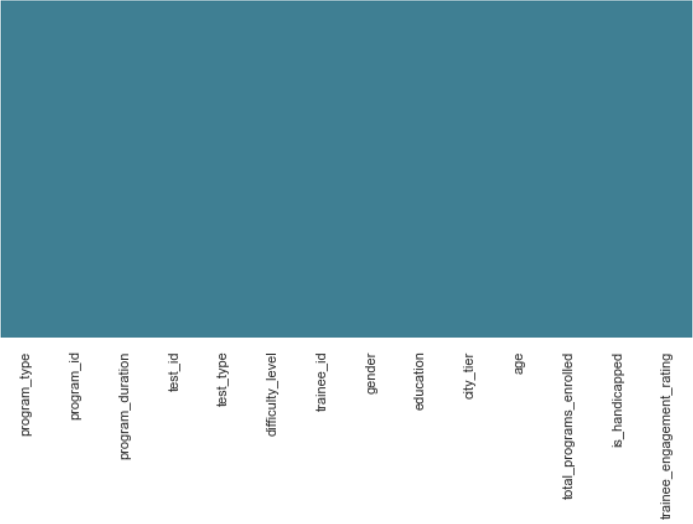 program_type
program_id
program_duration
test_id
test_type
difficulty_level
trainee_id
gender
education
city_tier
age
total_programs_enrolled
is_handicapped
trainee_engagement_rating